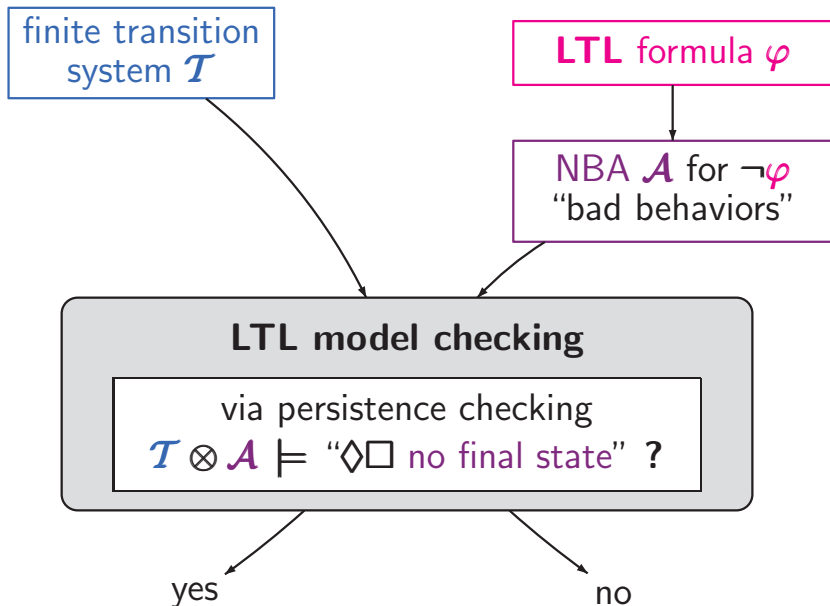 finite transition
system 𝒯
LTL formula φ
NBA 𝒜 for ¬φ
“bad behaviors”
LTL model checking
via persistence checking
𝒯 ⊗ 𝒜 ⊨ “◊□ no final state” ?
yes
no